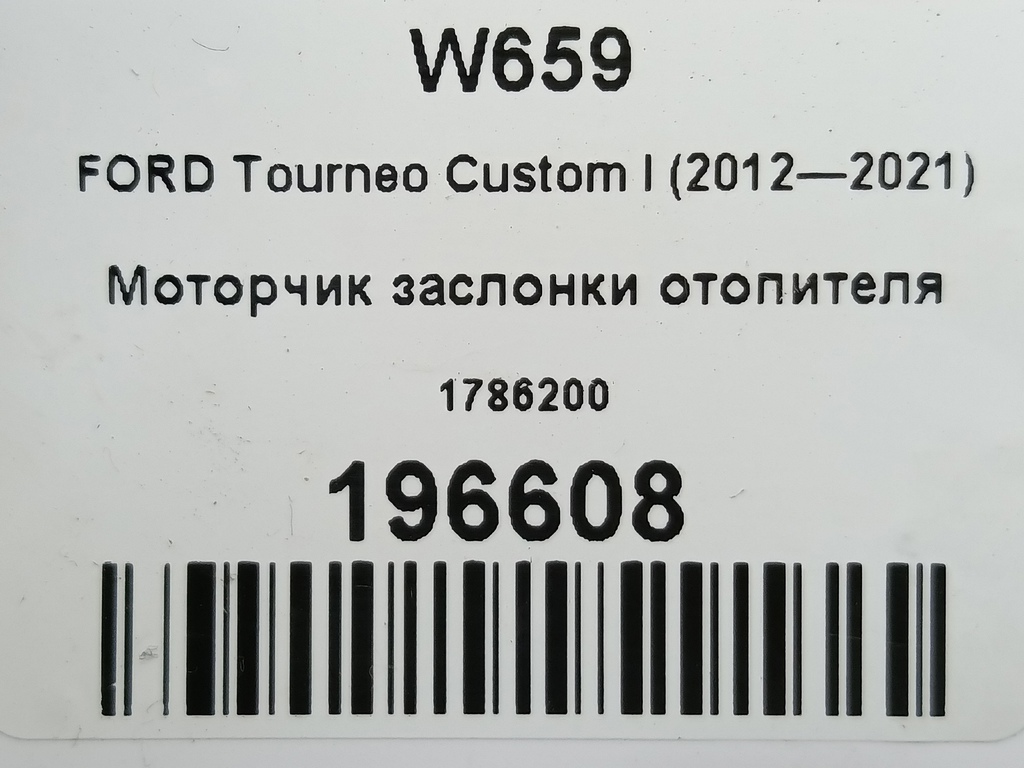 W659
FORD Tourneo Custom I (2012—2021)
Моторчик заслонки отопителя
1786200
196608